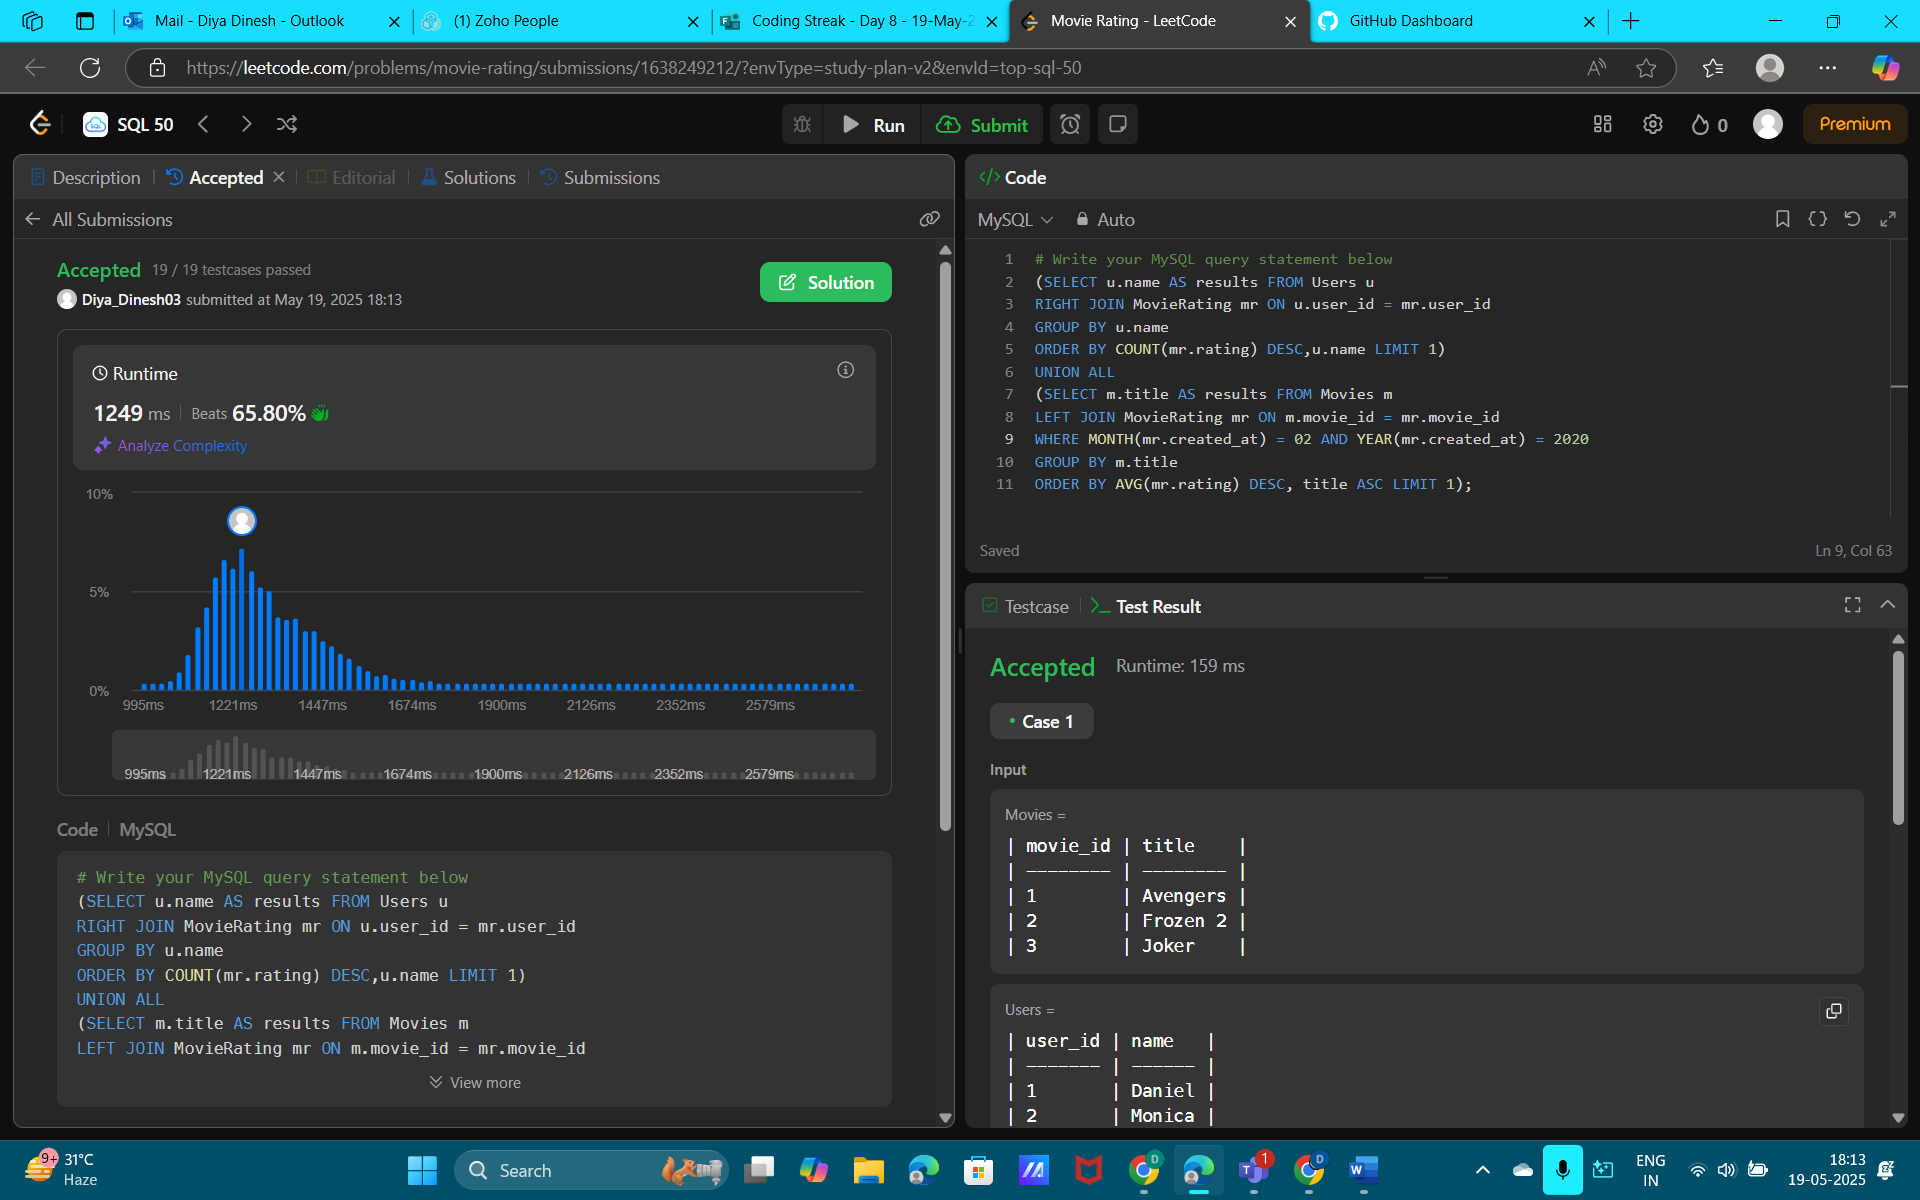 Mail - Diya Dinesh - Outlook
(1) Zoho People
Coding Streak - Day 8 - 19-May-2
Movie Rating - LeetCode
GitHub Dashboard
https://leetcode.com/problems/movie-rating/submissions/1638249212/?envType=study-plan-v2&envId=top-sql-50
SQL 50
Run
Submit
0
Premium
Description
Accepted
Editorial
Solutions
Submissions
All Submissions
Accepted 19 / 19 testcases passed
Diya_Dinesh03 submitted at May 19, 2025 18:13
Solution
Runtime
1249 ms Beats 65.80%
Analyze Complexity
10%
5%
0%
995ms 1221ms 1447ms 1674ms 1900ms 2126ms 2352ms 2579ms
995ms 1221ms 1447ms 1674ms 1900ms 2126ms 2352ms 2579ms
Code MySQL
# Write your MySQL query statement below
(SELECT u.name AS results FROM Users u
RIGHT JOIN MovieRating mr ON u.user_id = mr.user_id
GROUP BY u.name
ORDER BY COUNT(mr.rating) DESC,u.name LIMIT 1)
UNION ALL
(SELECT m.title AS results FROM Movies m
LEFT JOIN MovieRating mr ON m.movie_id = mr.movie_id
View more
</> Code
MySQL Auto
1 # Write your MySQL query statement below
2 (SELECT u.name AS results FROM Users u
3 RIGHT JOIN MovieRating mr ON u.user_id = mr.user_id
4 GROUP BY u.name
5 ORDER BY COUNT(mr.rating) DESC,u.name LIMIT 1)
6 UNION ALL
7 (SELECT m.title AS results FROM Movies m
8 LEFT JOIN MovieRating mr ON m.movie_id = mr.movie_id
9 WHERE MONTH(mr.created_at) = 02 AND YEAR(mr.created_at) = 2020
10 GROUP BY m.title
11 ORDER BY AVG(mr.rating) DESC, title ASC LIMIT 1);
Saved
Ln 9, Col 63
Testcase
>_ Test Result
Accepted Runtime: 159 ms
• Case 1
Input
Movies =
| movie_id | title    |
| -------- | -------- |
| 1        | Avengers |
| 2        | Frozen 2 |
| 3        | Joker    |
Users =
| user_id | name   |
| ------- | ------ |
| 1       | Daniel |
| 2       | Monica |
9+
31°C
Haze
Search
D
1
D
ENG
IN
18:13
19-05-2025